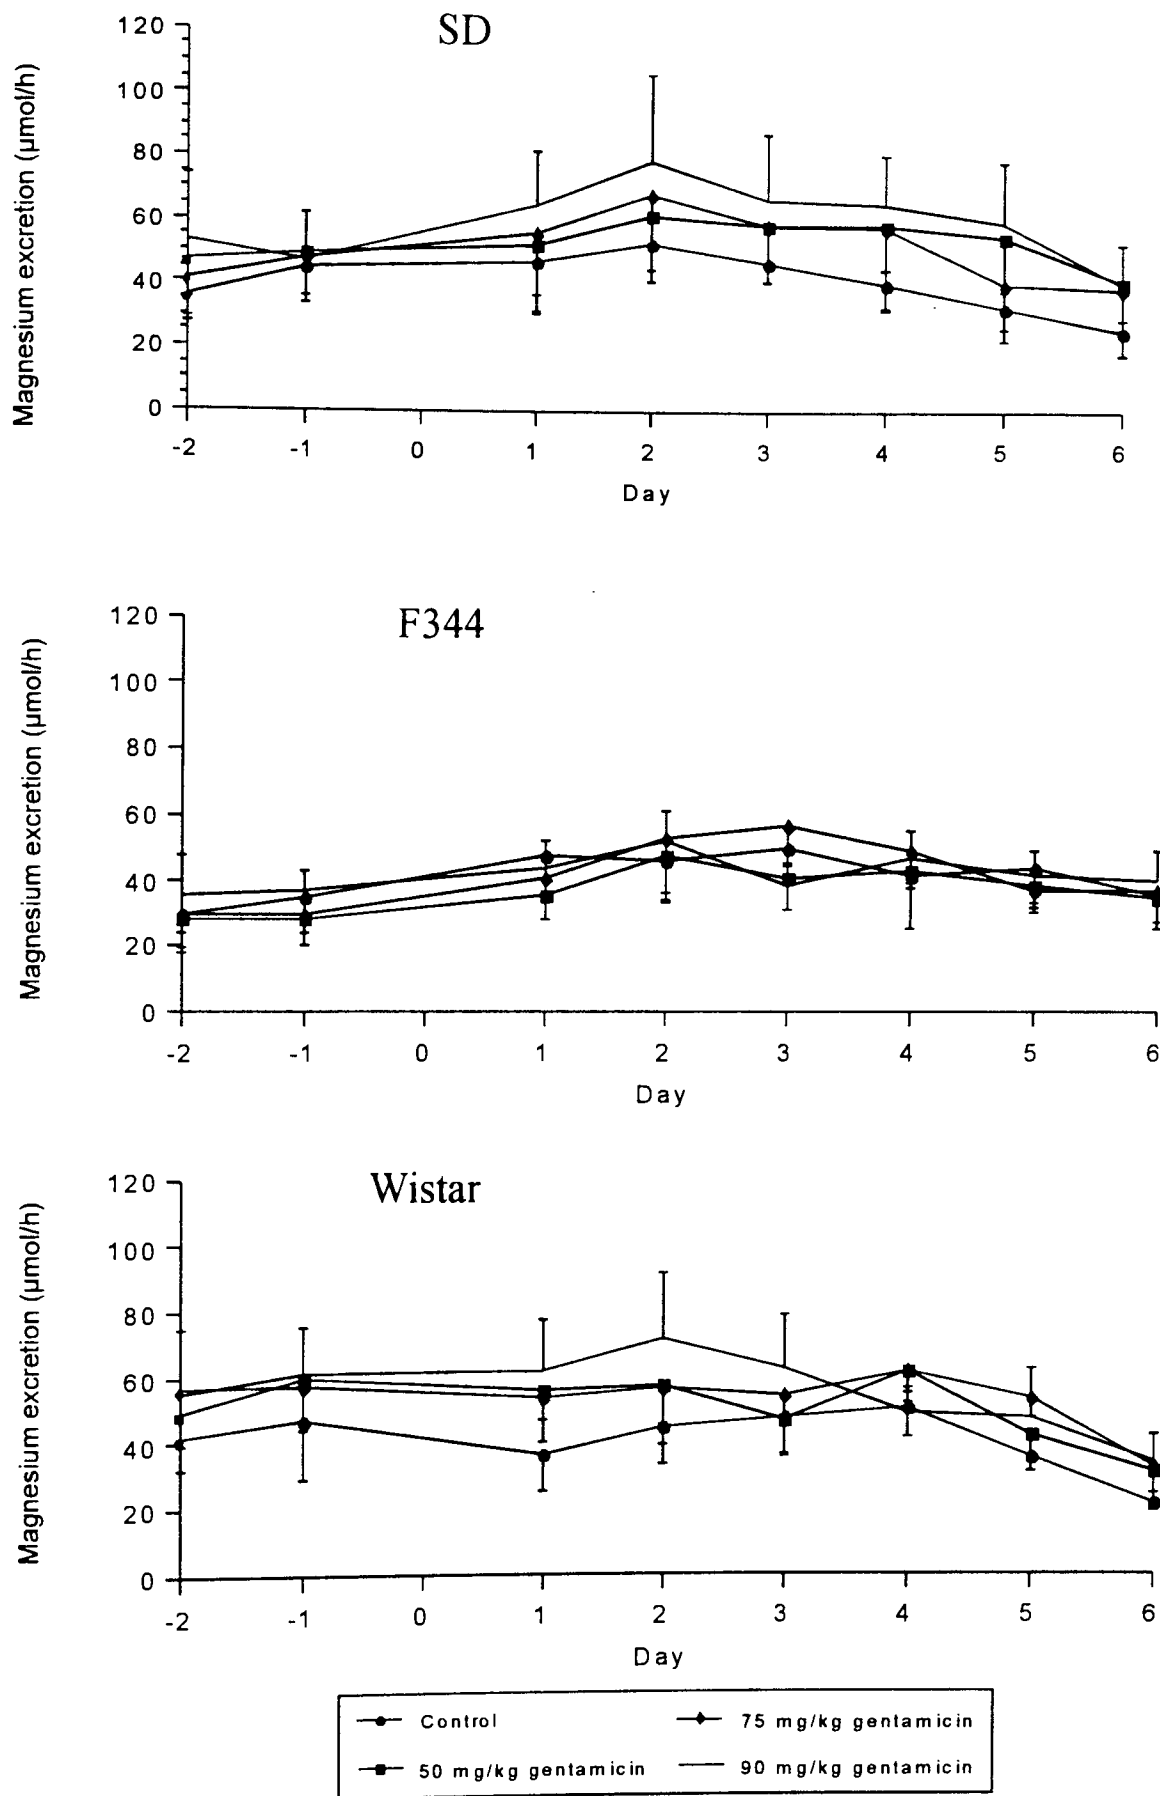 SD
Magnesium excretion (µmol/h)
120
100
80
60
40
20
0
-2 -1 0 1 2 3 4 5 6
Day
F344
Magnesium excretion (µmol/h)
120
100
80
60
40
20
0
-2 -1 0 1 2 3 4 5 6
Day
Wistar
Magnesium excretion (µmol/h)
120
100
80
60
40
20
0
-2 -1 0 1 2 3 4 5 6
Day
Control 75 mg/kg gentamicin
50 mg/kg gentamicin 90 mg/kg gentamicin